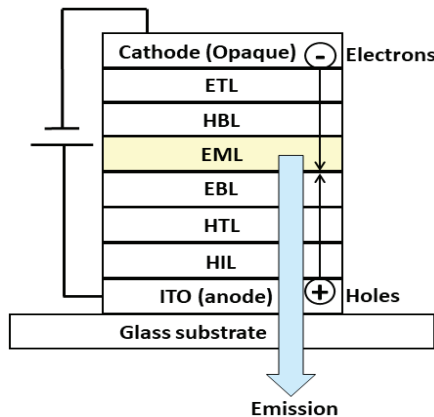 Cathode (Opaque) - Electrons
ETL
HBL
EML
EBL
HTL
HIL
ITO (anode) + Holes
Glass substrate
Emission